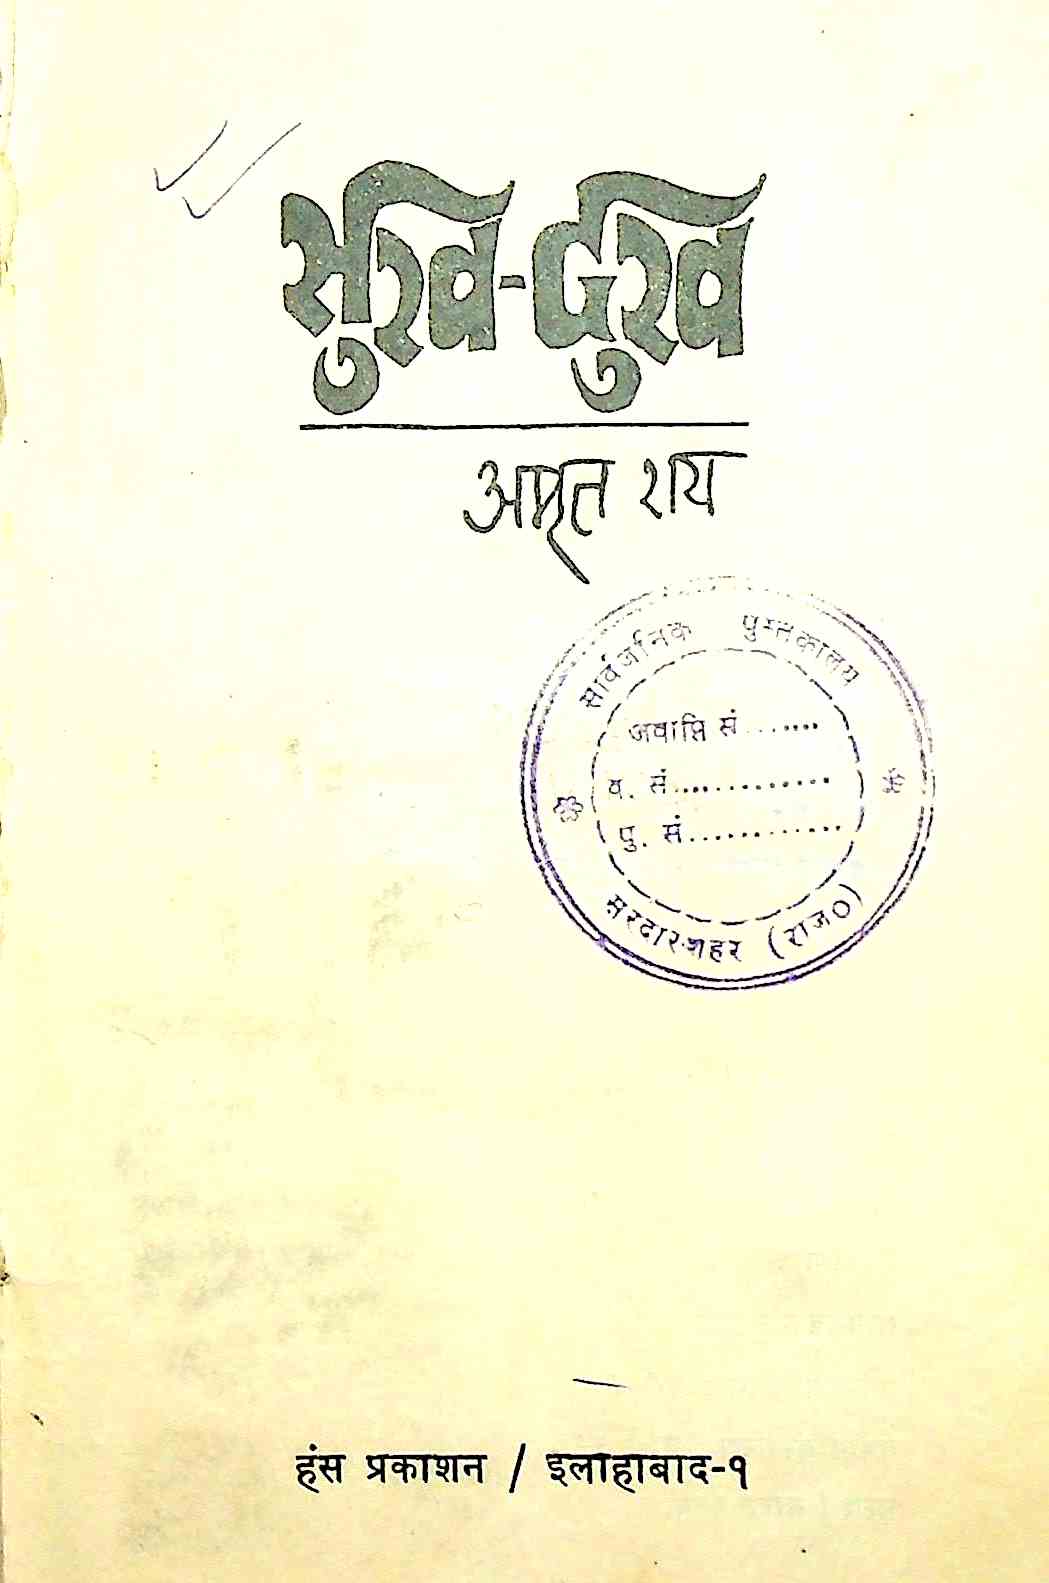 सुख-दुख
अमृत राय
सार्वजनिक पुस्तकालय
अवाप्ति सं.......
व. सं.............
पु. सं............
सरदारशहर (राज०)
हंस प्रकाशन / इलाहाबाद-१